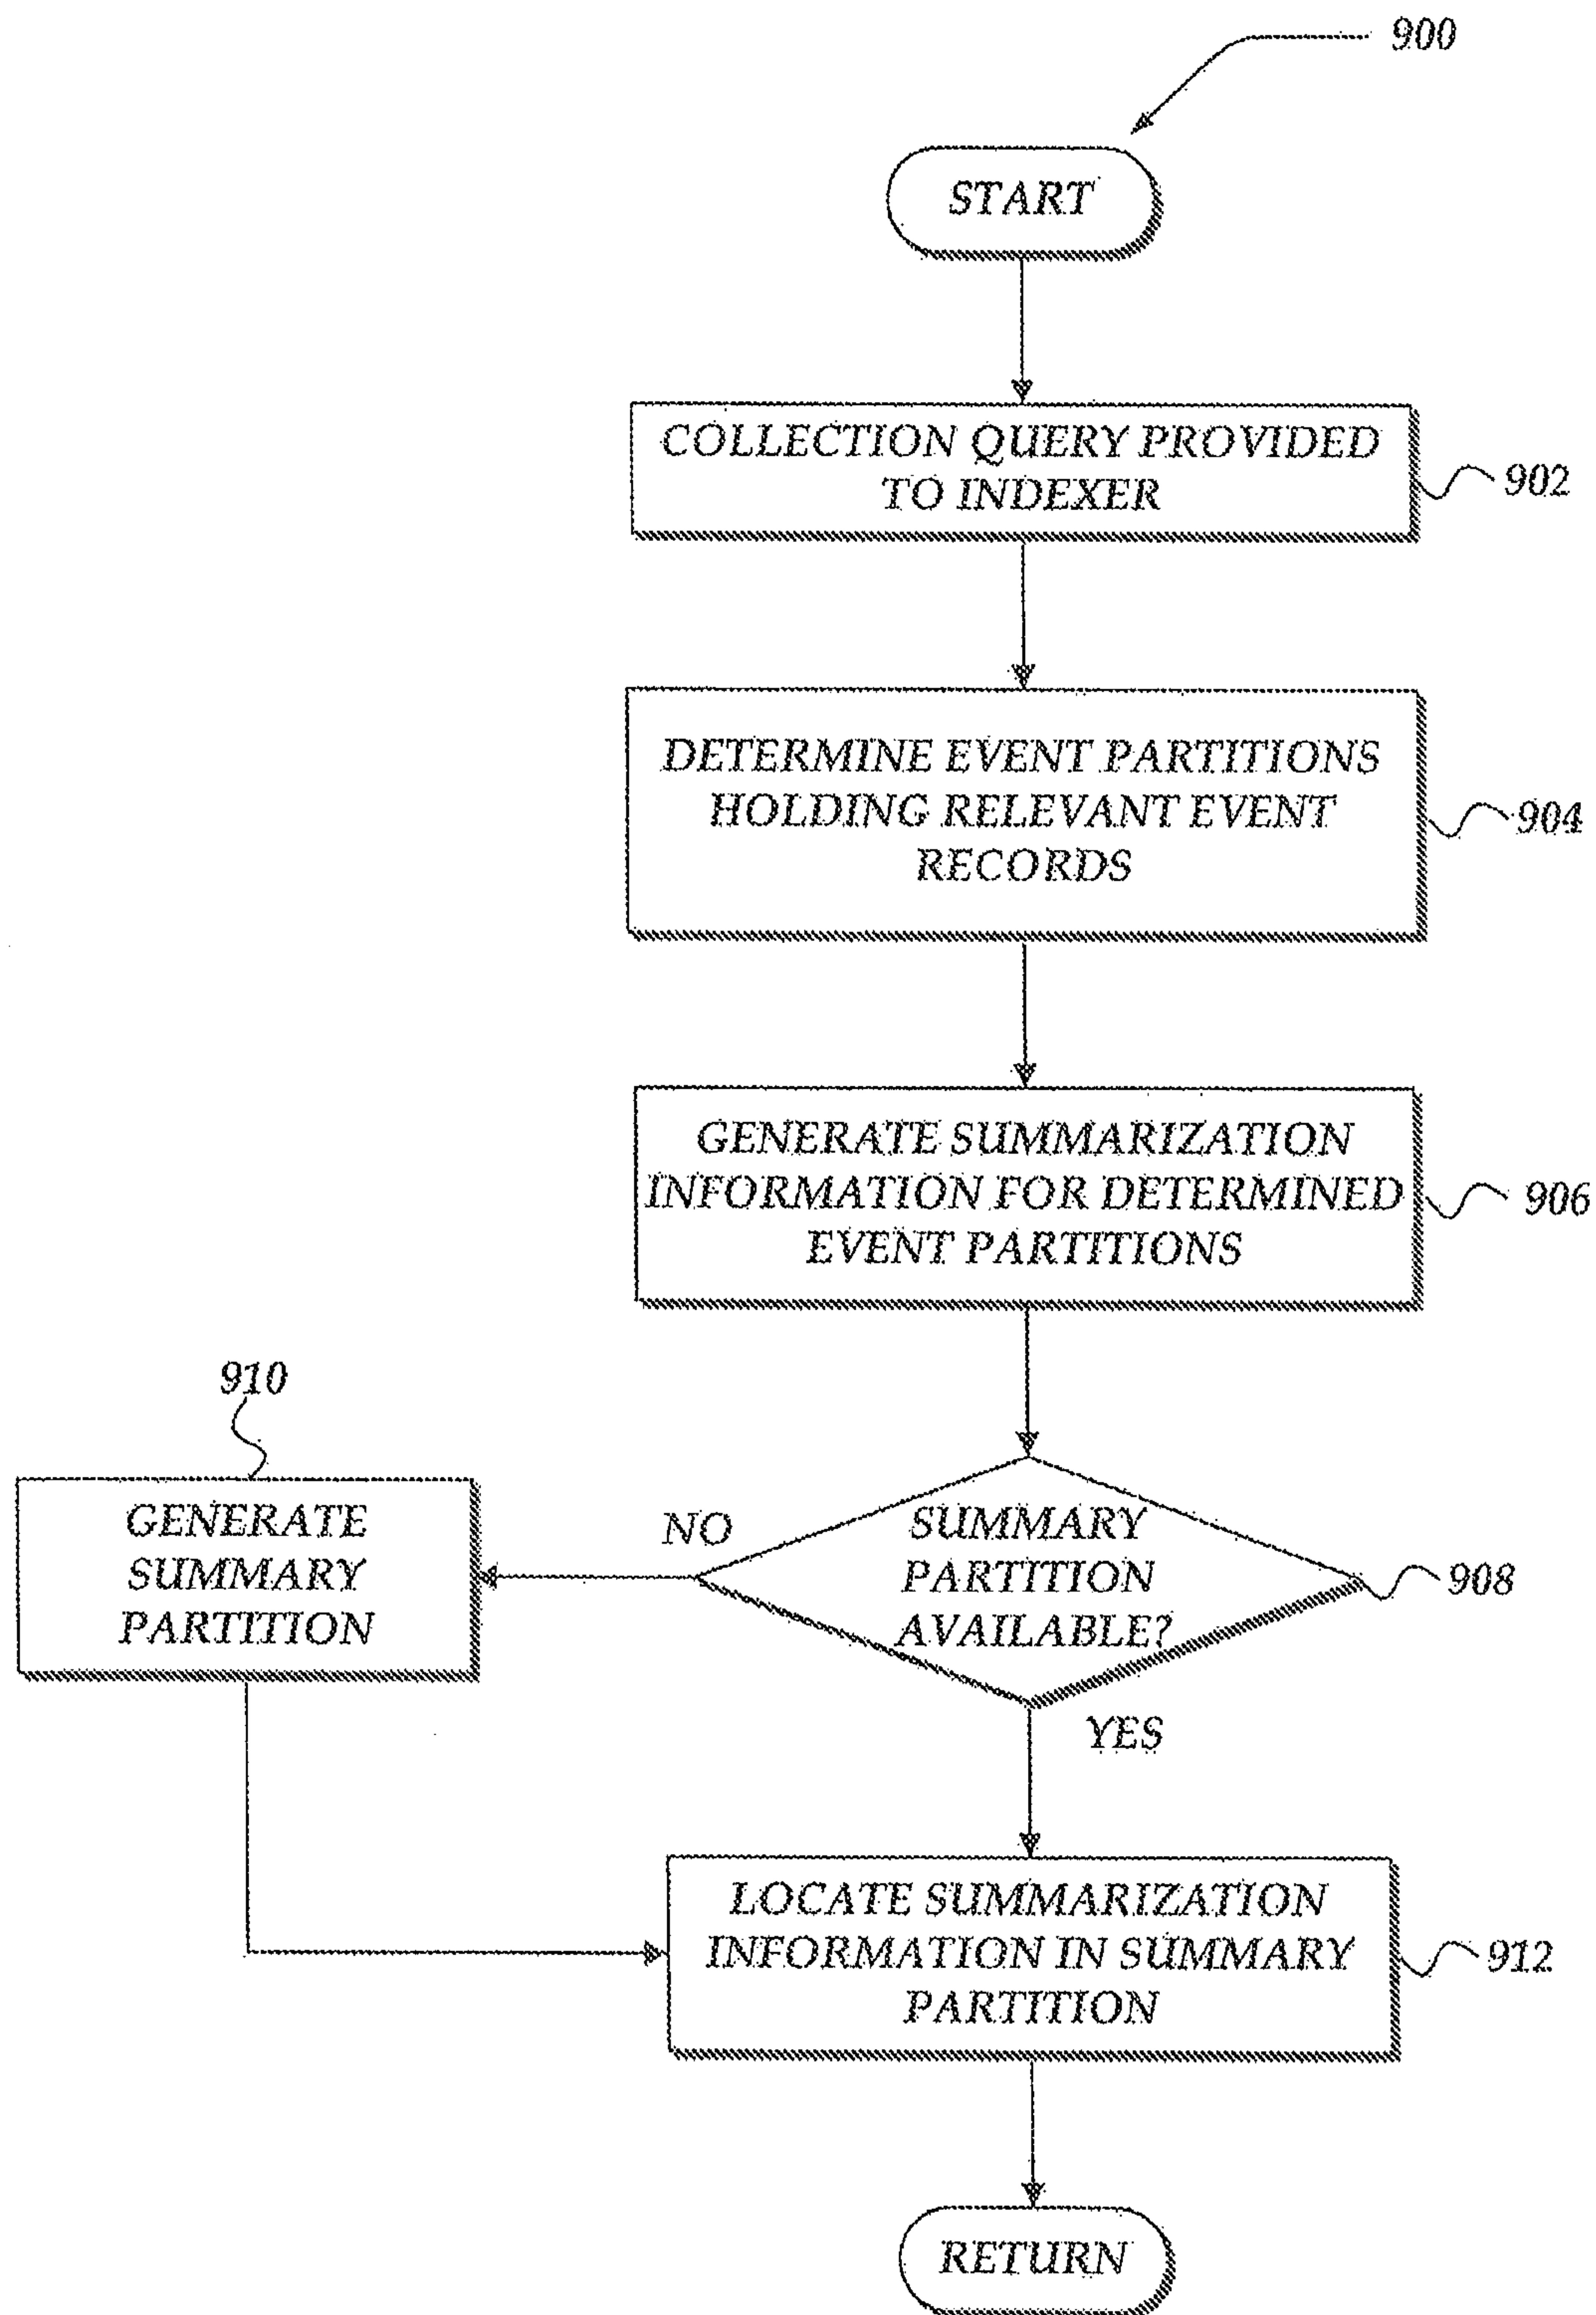 900
START
COLLECTION QUERY PROVIDED
TO INDEXER
902
DETERMINE EVENT PARTITIONS
HOLDING RELEVANT EVENT
RECORDS
904
GENERATE SUMMARIZATION
INFORMATION FOR DETERMINED
EVENT PARTITIONS
906
910
GENERATE
SUMMARY
PARTITION
NO
SUMMARY
PARTITION
AVAILABLE?
908
YES
LOCATE SUMMARIZATION
INFORMATION IN SUMMARY
PARTITION
912
RETURN